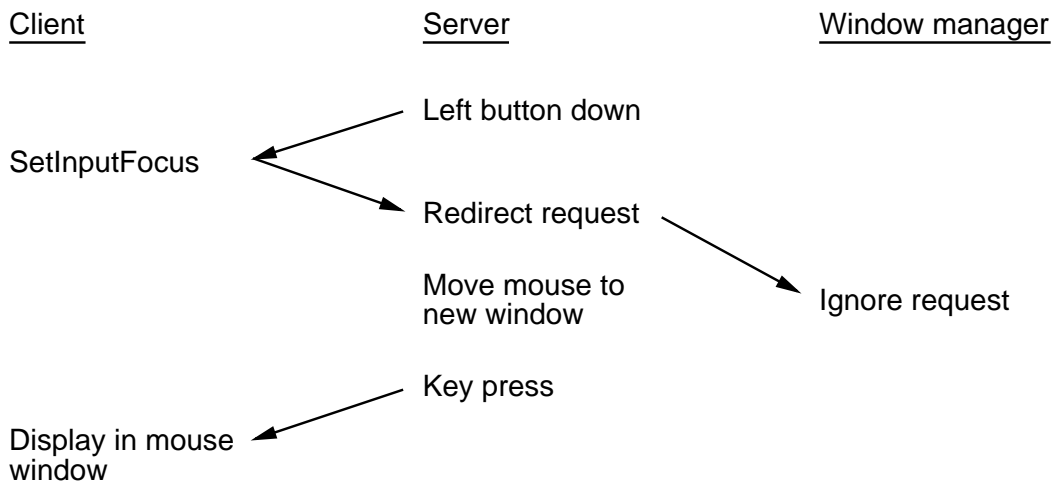 Client
Server
Window manager
Left button down
SetInputFocus
Redirect request
Move mouse to
new window
Ignore request
Key press
Display in mouse
window